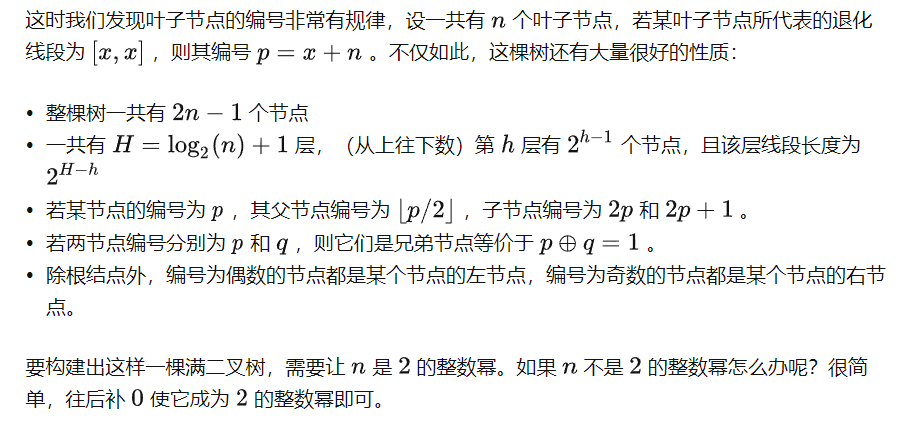 这时我们发现叶子节点的编号非常有规律，设一共有 n 个叶子节点，若某叶子节点所代表的退化
线段为 [x, x] ，则其编号 p = x + n 。不仅如此，这棵树还有大量很好的性质：
• 整棵树一共有 2n − 1 个节点
• 一共有 H = log₂(n) + 1 层，（从上往下数）第 h 层有 2^{h−1} 个节点，且该层线段长度为
2^{H−h}
• 若某节点的编号为 p ，其父节点编号为 ⌊p/2⌋ ，子节点编号为 2p 和 2p + 1 。
• 若两节点编号分别为 p 和 q ，则它们是兄弟节点等价于 p ⊕ q = 1 。
• 除根结点外，编号为偶数的节点都是某个节点的左节点，编号为奇数的节点都是某个节点的右节
点。
要构建出这样一棵满二叉树，需要让 n 是 2 的整数幂。如果 n 不是 2 的整数幂怎么办呢？很简
单，往后补 0 使它成为 2 的整数幂即可。